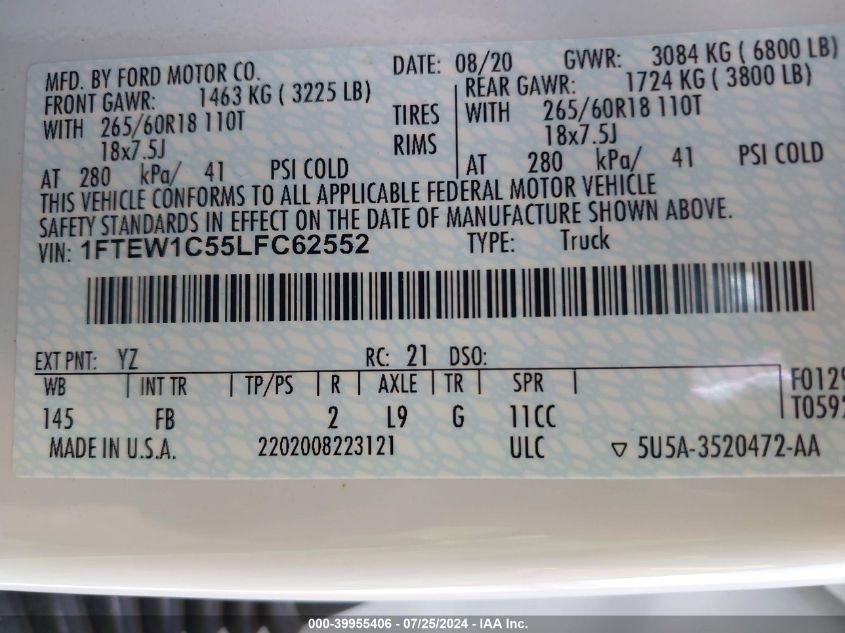 MFD. BY FORD MOTOR CO. DATE: 08/20 GVWR: 3084 KG ( 6800 LB)
FRONT GAWR: 1463 KG ( 3225 LB) REAR GAWR: 1724 KG ( 3800 LB)
WITH 265/60R18 110T TIRES WITH 265/60R18 110T
18x7.5J RIMS 18x7.5J
AT 280 kPa/ 41 PSI COLD AT 280 kPa/ 41 PSI COLD
THIS VEHICLE CONFORMS TO ALL APPLICABLE FEDERAL MOTOR VEHICLE
SAFETY STANDARDS IN EFFECT ON THE DATE OF MANUFACTURE SHOWN ABOVE.
VIN: 1FTEW1C55LFC62552 TYPE: Truck
EXT PNT: YZ RC: 21 DSO:
WB INT TR TP/PS R AXLE TR SPR F0129
145 FB 2 L9 G 11CC T0592
MADE IN U.S.A. 2202008223121 ULC ▽ 5U5A-3520472-AA
000-39955406 - 07/25/2024 - IAA Inc.